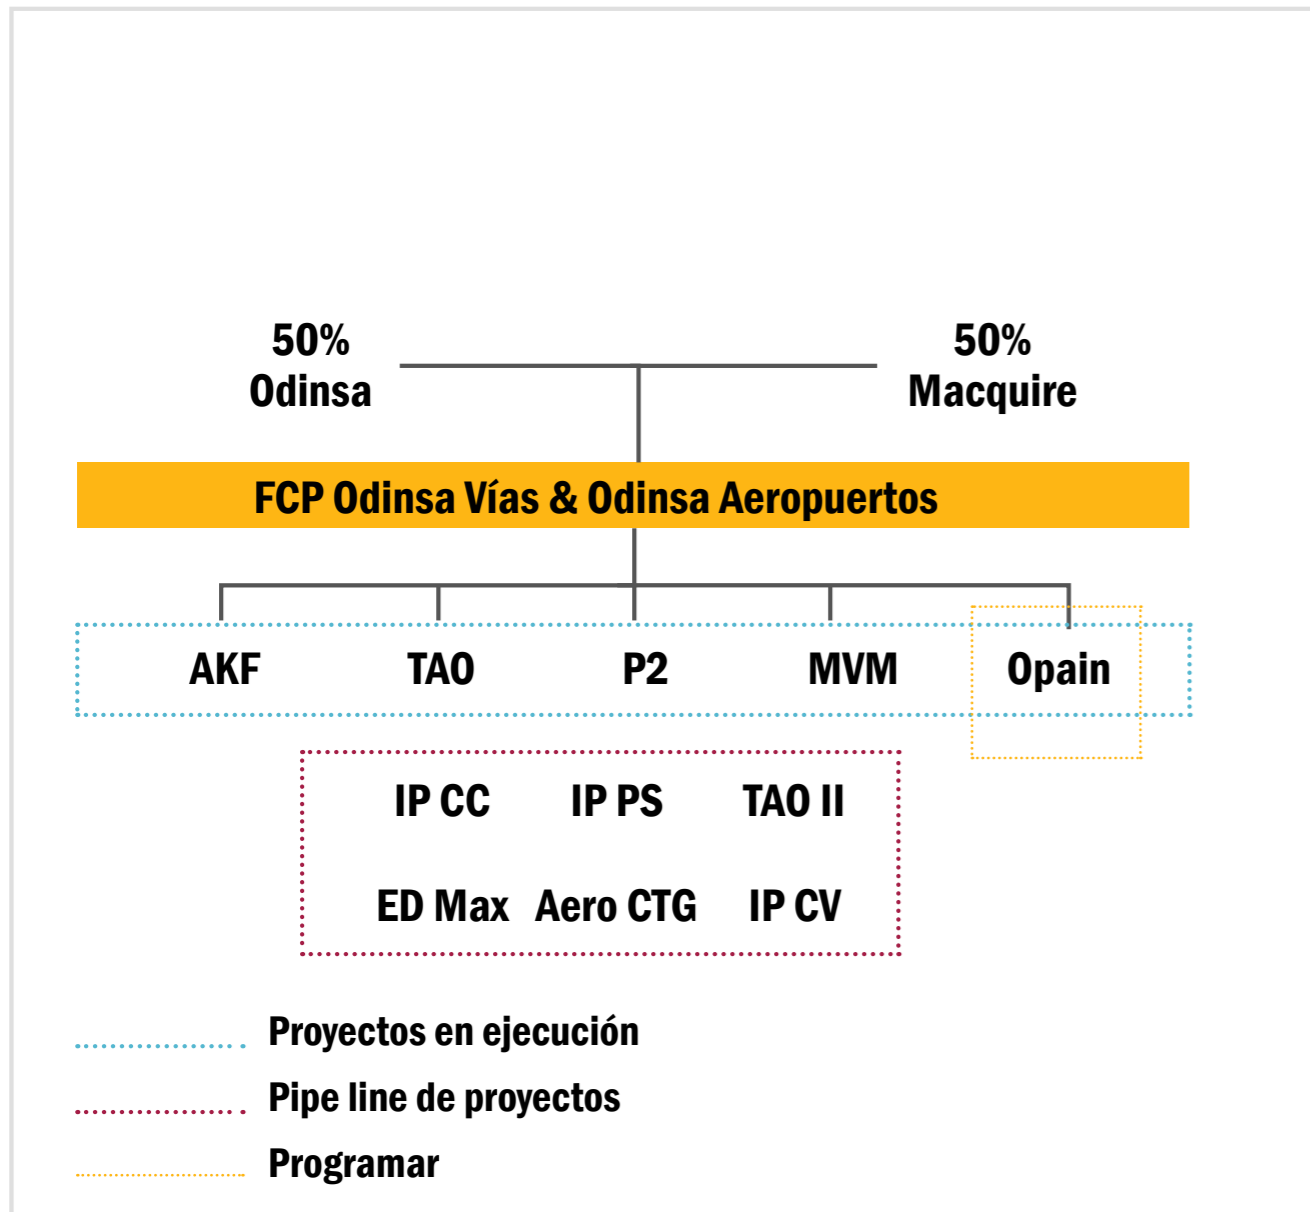 50%
Odinsa
50%
Macquire
FCP Odinsa Vías & Odinsa Aeropuertos
AKF TAO P2 MVM Opain
IP CC IP PS TAO II
ED Max Aero CTG IP CV
Proyectos en ejecución
Pipe line de proyectos
Programar